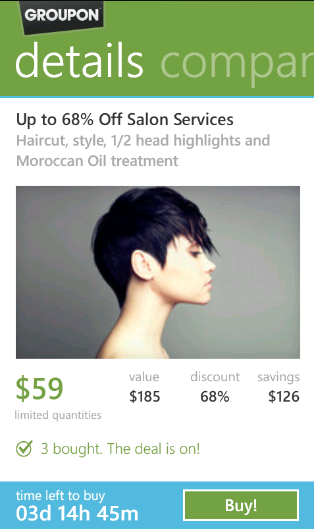 GROUPON
details compar
Up to 68% Off Salon Services
Haircut, style, 1/2 head highlights and
Moroccan Oil treatment
$59
limited quantities
value
$185
discount
68%
savings
$126
3 bought. The deal is on!
time left to buy
03d 14h 45m
Buy!